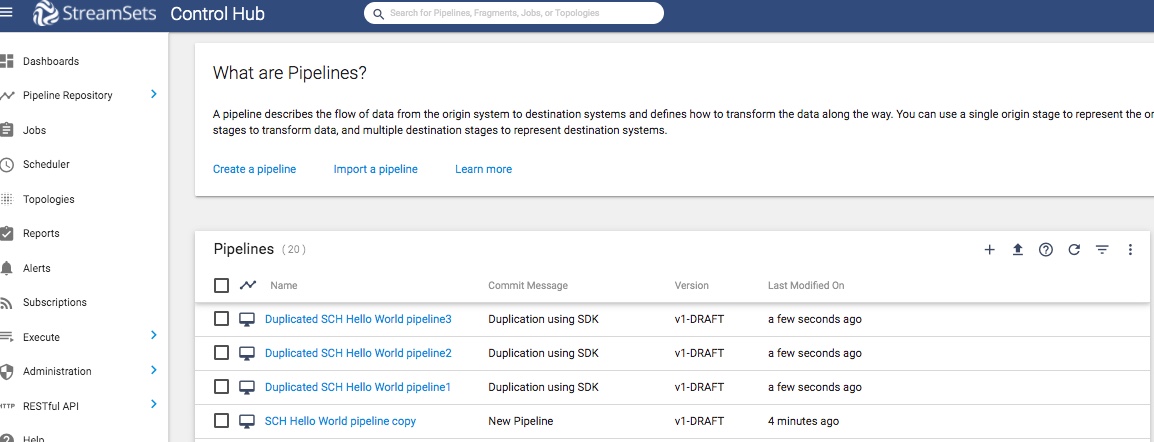 StreamSets Control Hub
Search for Pipelines, Fragments, Jobs, or Topologies
Dashboards
Pipeline Repository
Jobs
Scheduler
Topologies
Reports
Alerts
Subscriptions
Execute
Administration
HTTP RESTful API
Help
What are Pipelines?
A pipeline describes the flow of data from the origin system to destination systems and defines how to transform the data along the way. You can use a single origin stage to represent the or
stages to transform data, and multiple destination stages to represent destination systems.
Create a pipeline Import a pipeline Learn more
Pipelines ( 20 )
Name Commit Message Version Last Modified On
Duplicated SCH Hello World pipeline3 Duplication using SDK v1-DRAFT a few seconds ago
Duplicated SCH Hello World pipeline2 Duplication using SDK v1-DRAFT a few seconds ago
Duplicated SCH Hello World pipeline1 Duplication using SDK v1-DRAFT a few seconds ago
SCH Hello World pipeline copy New Pipeline v1-DRAFT 4 minutes ago